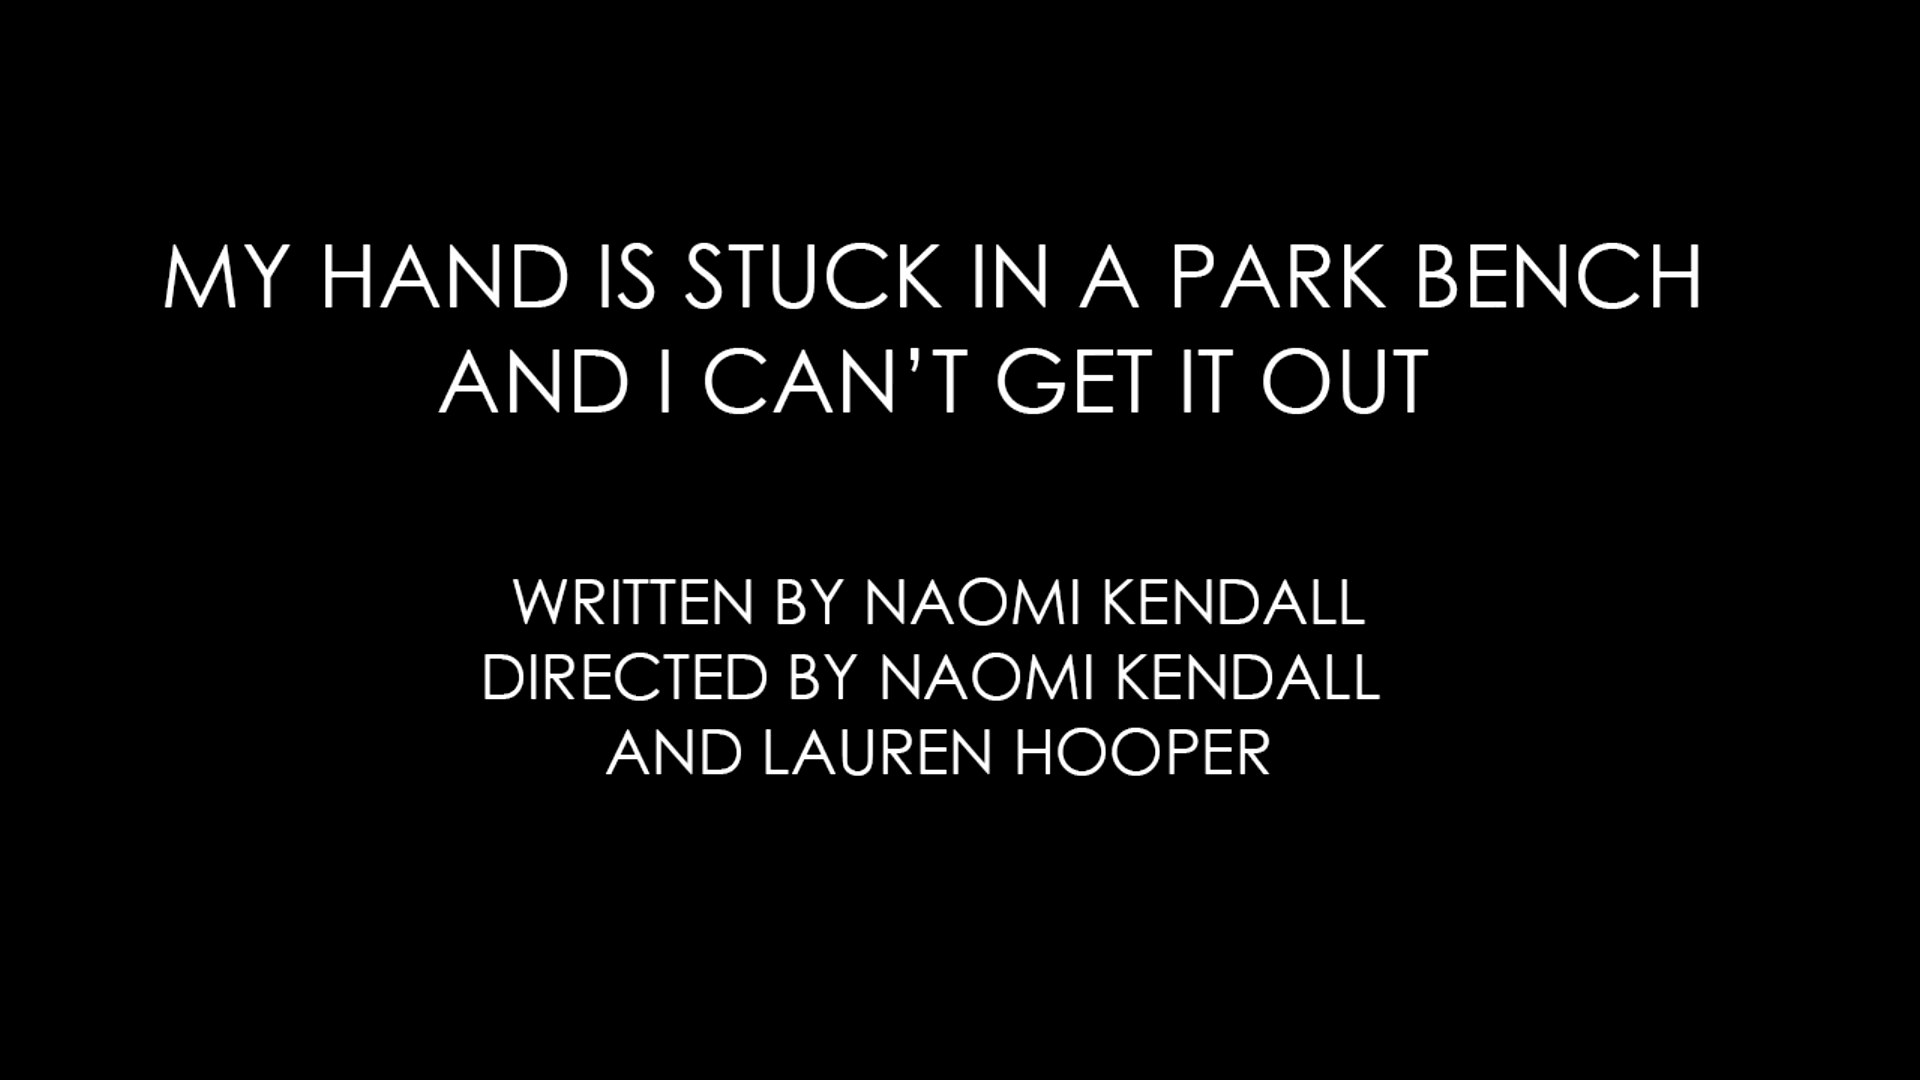 MY HAND IS STUCK IN A PARK BENCH
AND I CAN’T GET IT OUT
WRITTEN BY NAOMI KENDALL
DIRECTED BY NAOMI KENDALL
AND LAUREN HOOPER